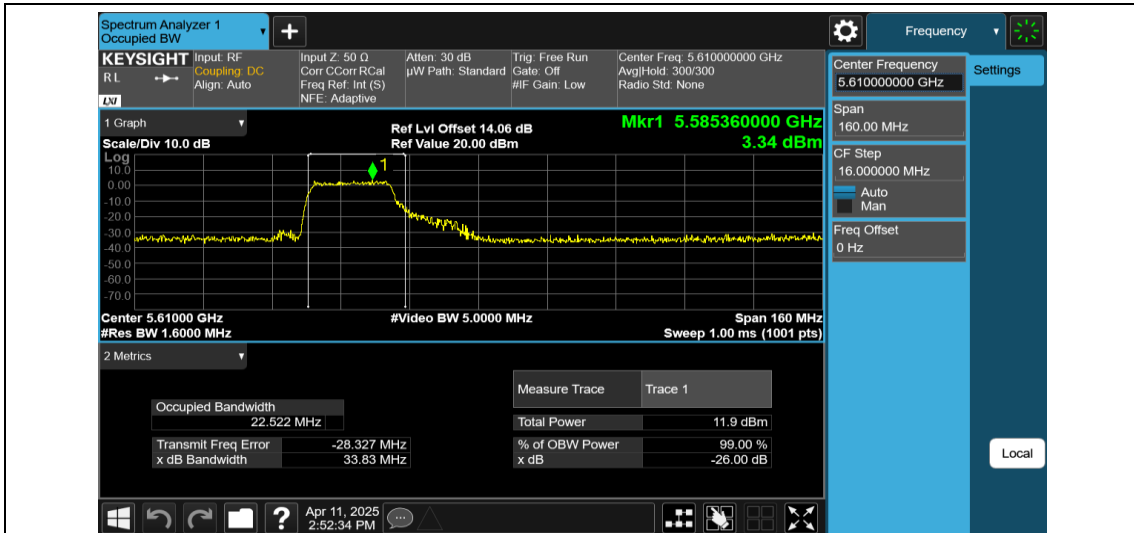 Spectrum Analyzer 1
Occupied BW
Frequency
KEYSIGHT
R L
LXI
Input: RF
Coupling: DC
Align: Auto
Input Z: 50 Ω
Corr CCorr RCal
Freq Ref: Int (S)
NFE: Adaptive
Atten: 30 dB
µW Path: Standard
Trig: Free Run
Gate: Off
#IF Gain: Low
Center Freq: 5.610000000 GHz
Avg|Hold: 300/300
Radio Std: None
Center Frequency
5.610000000 GHz
Settings
Span
160.00 MHz
CF Step
16.000000 MHz
Auto
Man
Freq Offset
0 Hz
1 Graph
Scale/Div 10.0 dB
Ref Lvl Offset 14.06 dB
Ref Value 20.00 dBm
Mkr1 5.585360000 GHz
3.34 dBm
Log
1
10.0
0.00
-10.0
-20.0
-30.0
-40.0
-50.0
-60.0
-70.0
Center 5.61000 GHz
#Res BW 1.6000 MHz
#Video BW 5.0000 MHz
Span 160 MHz
Sweep 1.00 ms (1001 pts)
2 Metrics
Measure Trace Trace 1
Occupied Bandwidth
22.522 MHz
Total Power 11.9 dBm
Transmit Freq Error -28.327 MHz
% of OBW Power 99.00 %
x dB Bandwidth 33.83 MHz
x dB -26.00 dB
Local
?
Apr 11, 2025
2:52:34 PM